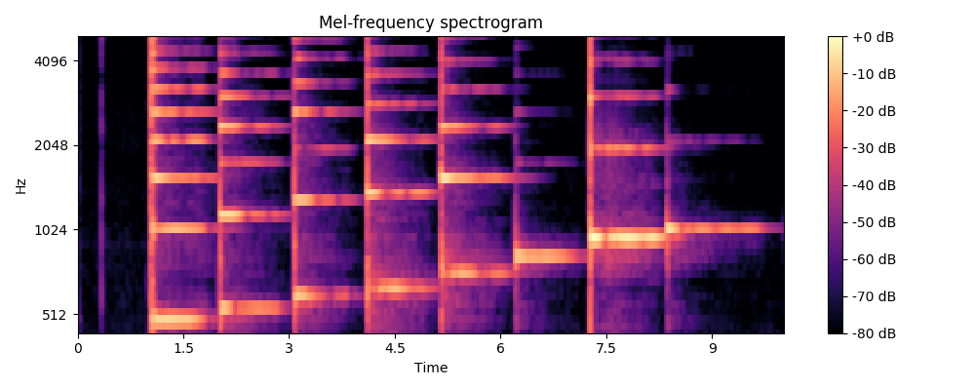 Mel-frequency spectrogram
4096
2048
1024
512
Hz
0 1.5 3 4.5 6 7.5 9
Time
+0 dB
-10 dB
-20 dB
-30 dB
-40 dB
-50 dB
-60 dB
-70 dB
-80 dB